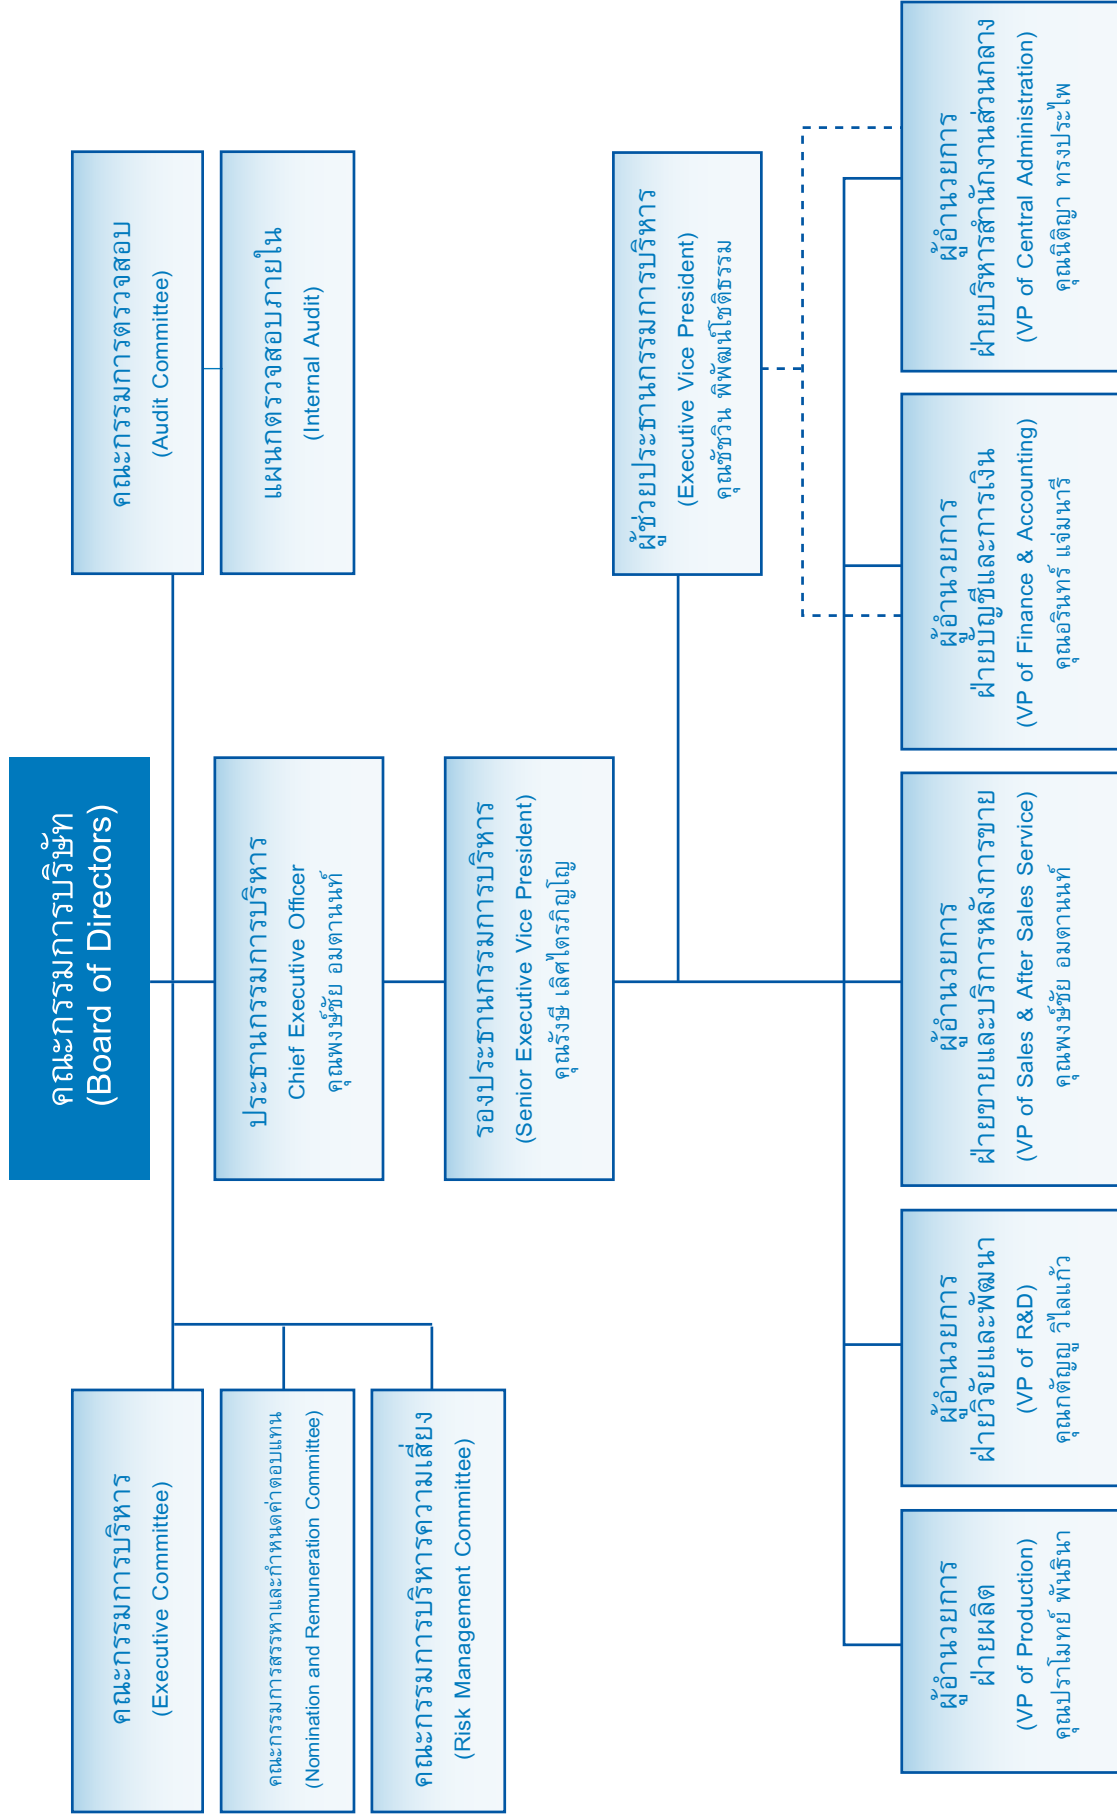 คณะกรรมการบริษัท
(Board of Directors)
คณะกรรมการบริหาร
(Executive Committee)
คณะกรรมการสรรหาและกำหนดค่าตอบแทน
(Nomination and Remuneration Committee)
คณะกรรมการบริหารความเสี่ยง
(Risk Management Committee)
คณะกรรมการตรวจสอบ
(Audit Committee)
แผนกตรวจสอบภายใน
(Internal Audit)
ประธานกรรมการบริหาร
Chief Executive Officer
คุณพงษ์ชัย อมตานนท์
รองประธานกรรมการบริหาร
(Senior Executive Vice President)
คุณรังษี เลิศไตรภิญโญ
ผู้ช่วยประธานกรรมการบริหาร
(Executive Vice President)
คุณชัชวิน พิพัฒน์โชติธรรม
ผู้อำนวยการ
ฝ่ายผลิต
(VP of Production)
คุณปราโมทย์ พันธินา
ผู้อำนวยการ
ฝ่ายวิจัยและพัฒนา
(VP of R&D)
คุณกตัญญู วิไลแก้ว
ผู้อำนวยการ
ฝ่ายขายและบริการหลังการขาย
(VP of Sales & After Sales Service)
คุณพงษ์ชัย อมตานนท์
ผู้อำนวยการ
ฝ่ายบัญชีและการเงิน
(VP of Finance & Accounting)
คุณอรินทร์ แจ่มนารี
ผู้อำนวยการ
ฝ่ายบริหารสำนักงานส่วนกลาง
(VP of Central Administration)
คุณนิติญา ทรงประไพ